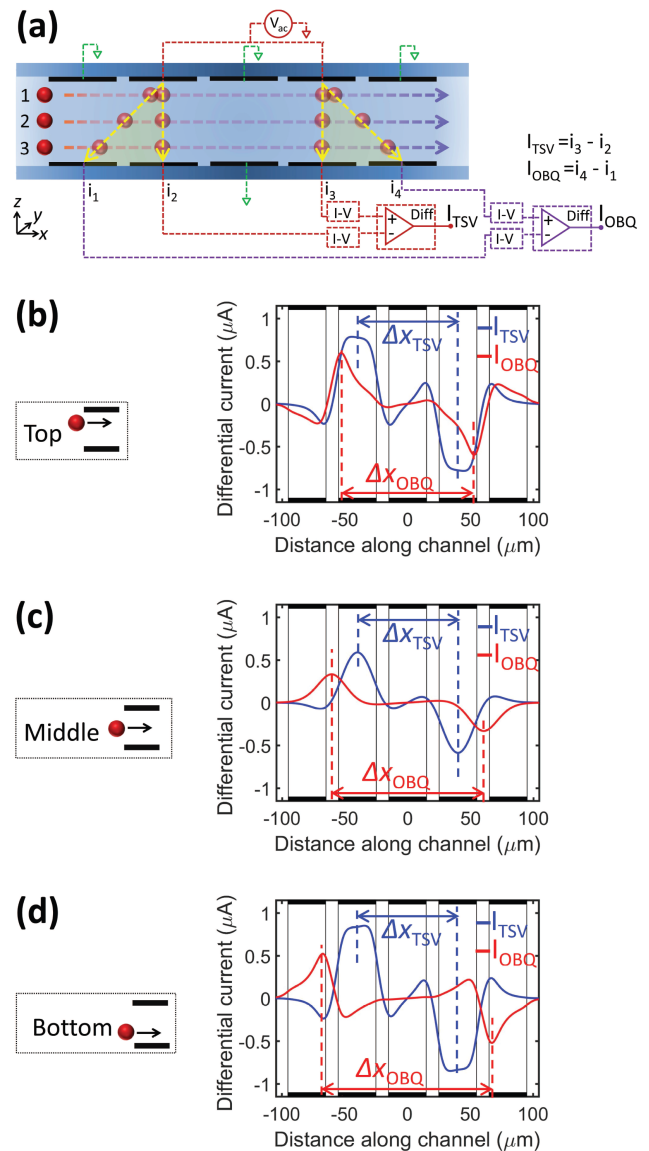 (a)
V_ac
1
2
3
i_1
i_2
i_3
i_4
I_TSV = i_3 - i_2
I_OBQ = i_4 - i_1
z
y
x
I-V
I-V
+
-
Diff
I_TSV
I-V
I-V
+
-
Diff
I_OBQ
(b)
Top
Differential current (μA)
1
0.5
0
-0.5
-1
Δx_TSV
I_TSV
I_OBQ
Δx_OBQ
-100 -50 0 50 100
Distance along channel (μm)
(c)
Middle
Differential current (μA)
1
0.5
0
-0.5
-1
Δx_TSV
I_TSV
I_OBQ
Δx_OBQ
-100 -50 0 50 100
Distance along channel (μm)
(d)
Bottom
Differential current (μA)
1
0.5
0
-0.5
-1
Δx_TSV
I_TSV
I_OBQ
Δx_OBQ
-100 -50 0 50 100
Distance along channel (μm)